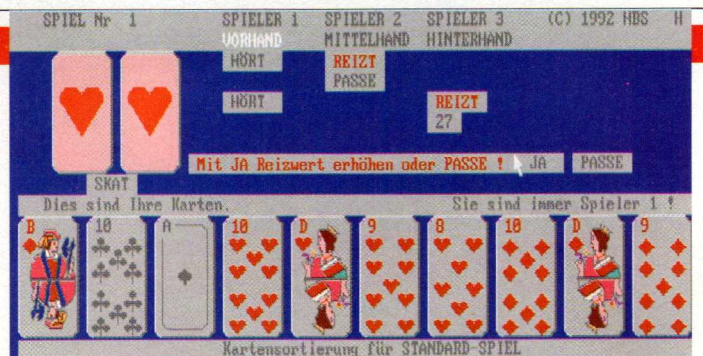 SPIEL Nr 1 SPIELER 1 SPIELER 2 SPIELER 3 (C) 1992 HBS H
VORHAND MITTELHAND HINTERHAND
HÖRT REIZT
PASSE
HÖRT REIZT
27
Mit JA Reizwert erhöhen oder PASSE ! JA PASSE
SKAT
Dies sind Ihre Karten. Sie sind immer Spieler 1 !
B 10 A 10 D 9 8 10 D 9
Kartensortierung für STANDARD-SPIEL